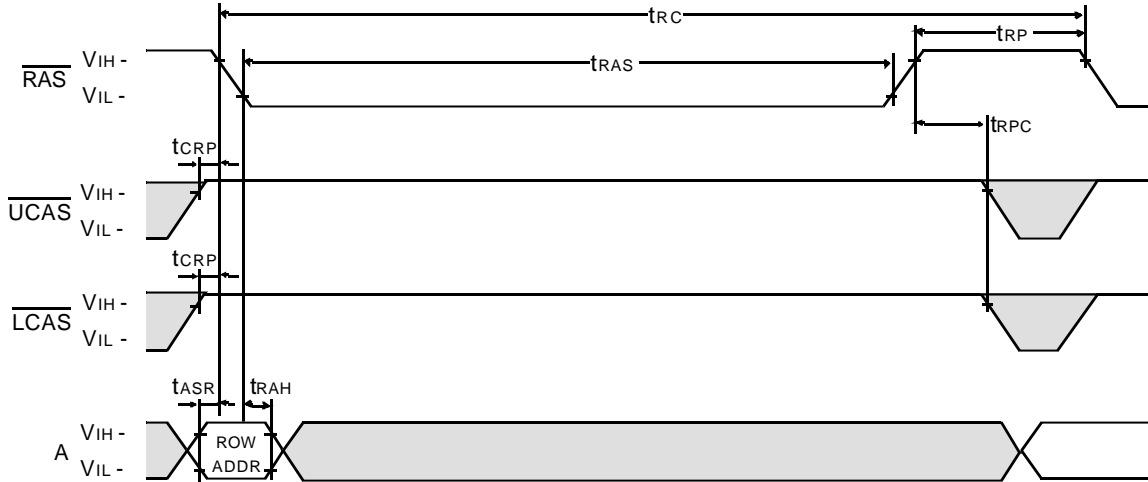 tRC
tRP
RAS
VIH -
VIL -
tRAS
tRPC
tCRP
UCAS
VIH -
VIL -
tCRP
LCAS
VIH -
VIL -
tASR
tRAH
A
VIH -
VIL -
ROW
ADDR